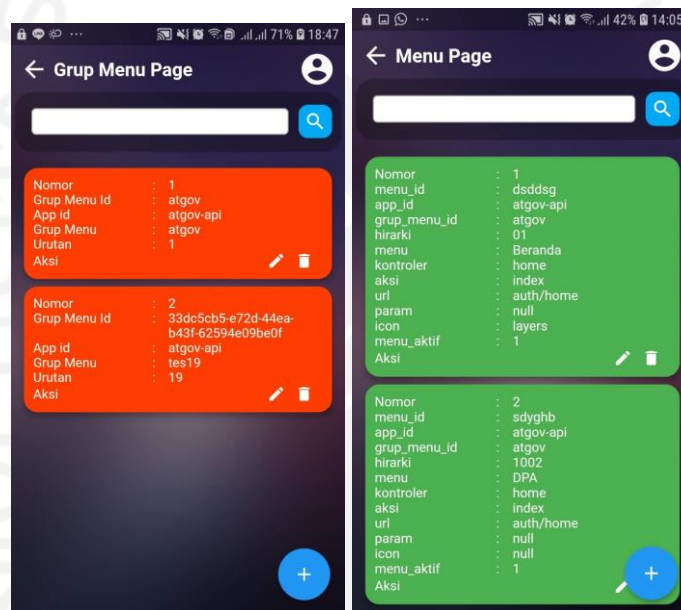 71% 18:47
Grup Menu Page
Nomor : 1
Grup Menu Id : atgov
App id : atgov-api
Grup Menu : atgov
Urutan : 1
Aksi
Nomor : 2
Grup Menu Id : 33dc5cb5-e72d-44ea-
b43f-62594e09be0f
App id : atgov-api
Grup Menu : tes19
Urutan : 19
Aksi
42% 14:05
Menu Page
Nomor : 1
menu_id : dsddsg
app_id : atgov-api
grup_menu_id : atgov
hirarki : 01
menu : Beranda
kontroler : home
aksi : index
url : auth/home
param : null
icon : layers
menu_aktif : 1
Aksi
Nomor : 2
menu_id : sdyghb
app_id : atgov-api
grup_menu_id : atgov
hirarki : 1002
menu : DPA
kontroler : home
aksi : index
url : auth/home
param : null
icon : null
menu_aktif : 1
Aksi